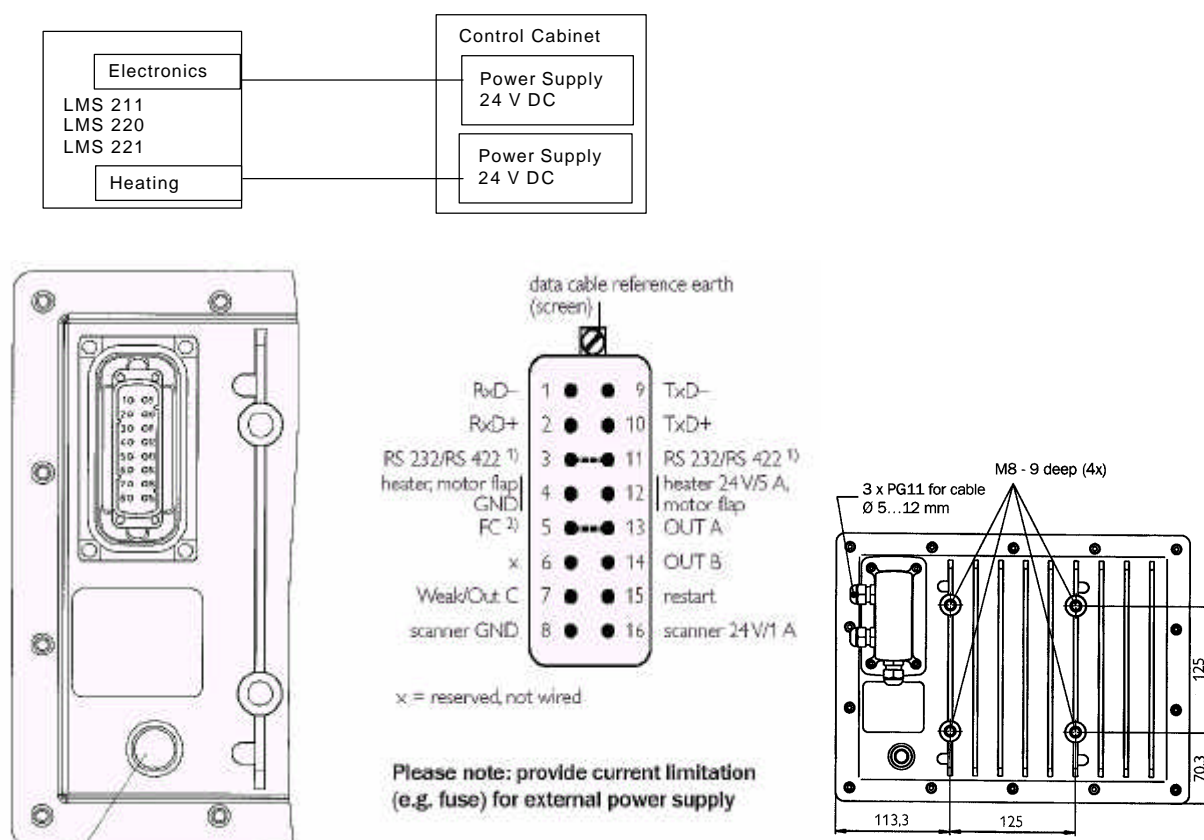 Control Cabinet
Electronics
Power Supply
24 V DC
LMS 211
LMS 220
LMS 221
Power Supply
24 V DC
Heating
data cable reference earth
(screen)
RxD– 1 9 TxD–
RxD+ 2 10 TxD+
RS 232/RS 422 1) 3 11 RS 232/RS 422 1)
heater, motor flap
GND 4 12 heater 24 V/5 A,
motor flap
FC 2) 5 13 OUT A
x 6 14 OUT B
Weak/Out C 7 15 restart
scanner GND 8 16 scanner 24 V/1 A
x = reserved, not wired
Please note: provide current limitation
(e.g. fuse) for external power supply
M8 - 9 deep (4x)
3 x PG11 for cable
Ø 5...12 mm
125
70.3
113,3
125